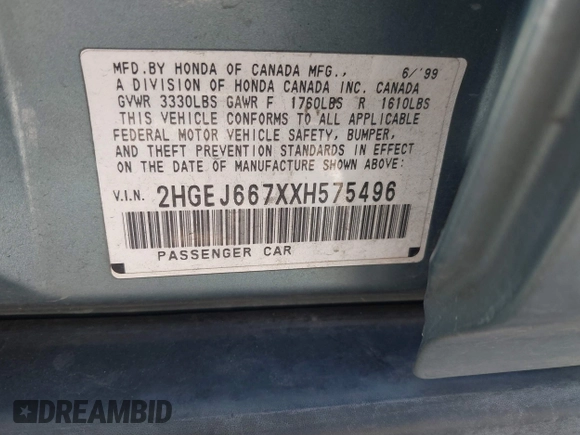 MFD.BY HONDA OF CANADA MFG., 6/'99
A DIVISION OF HONDA CANADA INC. CANADA
GVWR 3330LBS GAWR F 1760LBS R 1610LBS
THIS VEHICLE CONFORMS TO ALL APPLICABLE
FEDERAL MOTOR VEHICLE SAFETY, BUMPER,
AND THEFT PREVENTION STANDARDS IN EFFECT
ON THE DATE OF MANUFACTURE SHOWN ABOVE:
V.I.N. 2HGEJ667XXH575496
PASSENGER CAR
DREAMBID